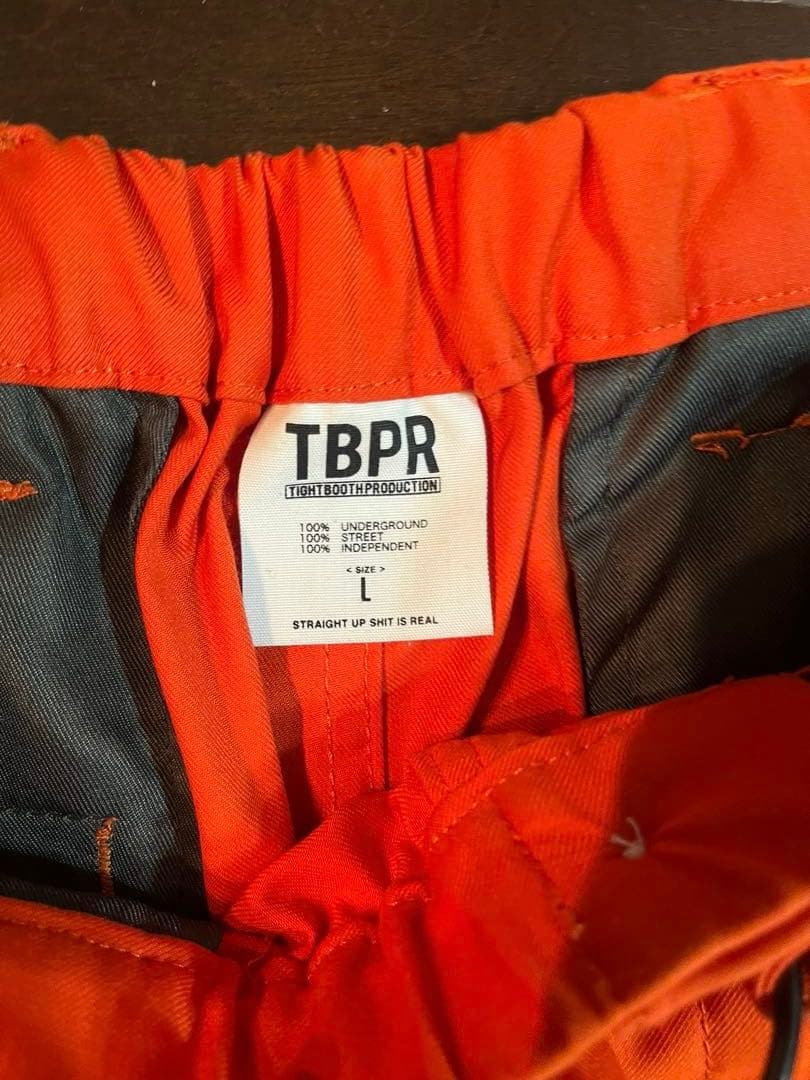 TBPR
TIGHTBOOTHPRODUCTION
100% UNDERGROUND
100% STREET
100% INDEPENDENT
< SIZE >
L
STRAIGHT UP SHIT IS REAL